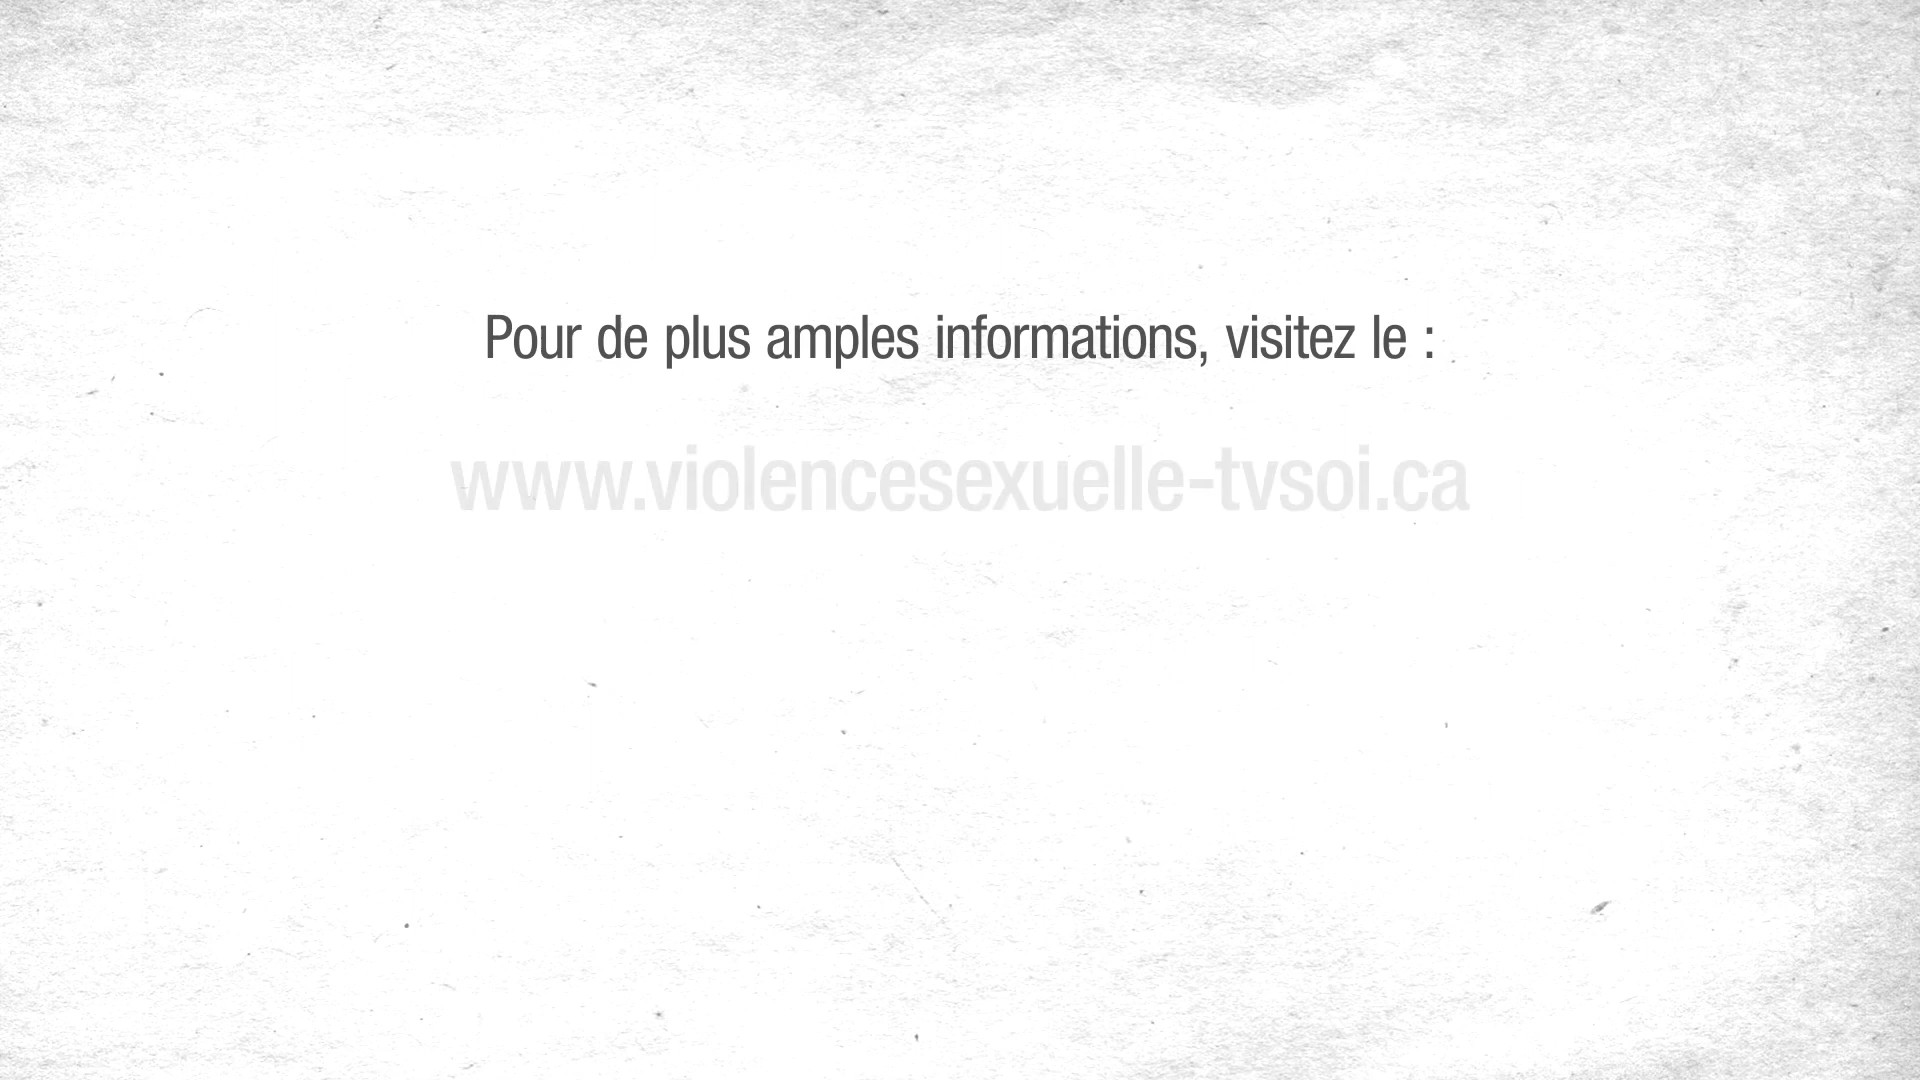 Pour de plus amples informations, visitez le :
www.violencesexuelle-tvsoi.ca